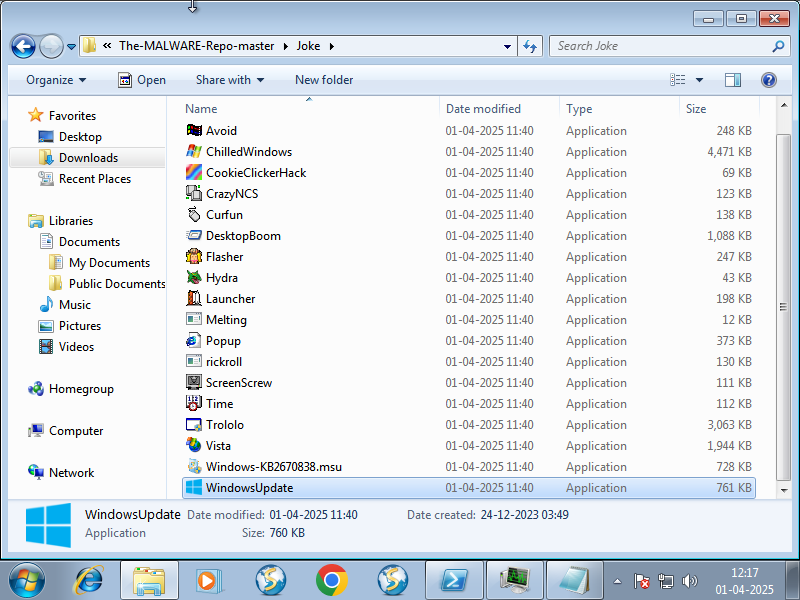 « The-MALWARE-Repo-master ▸ Joke ▸
Search Joke
Organize Open Share with New folder
Name Date modified Type Size
Avoid 01-04-2025 11:40 Application 248 KB
ChilledWindows 01-04-2025 11:40 Application 4,471 KB
CookieClickerHack 01-04-2025 11:40 Application 69 KB
CrazyNCS 01-04-2025 11:40 Application 123 KB
Curfun 01-04-2025 11:40 Application 138 KB
DesktopBoom 01-04-2025 11:40 Application 1,088 KB
Flasher 01-04-2025 11:40 Application 247 KB
Hydra 01-04-2025 11:40 Application 43 KB
Launcher 01-04-2025 11:40 Application 198 KB
Melting 01-04-2025 11:40 Application 12 KB
Popup 01-04-2025 11:40 Application 373 KB
rickroll 01-04-2025 11:40 Application 130 KB
ScreenScrew 01-04-2025 11:40 Application 111 KB
Time 01-04-2025 11:40 Application 112 KB
Trololo 01-04-2025 11:40 Application 3,063 KB
Vista 01-04-2025 11:40 Application 1,944 KB
Windows-KB2670838.msu 01-04-2025 11:40 Application 728 KB
WindowsUpdate 01-04-2025 11:40 Application 761 KB
Favorites
Desktop
Downloads
Recent Places
Libraries
Documents
My Documents
Public Documents
Music
Pictures
Videos
Homegroup
Computer
Network
WindowsUpdate Date modified: 01-04-2025 11:40 Date created: 24-12-2023 03:49
Application Size: 760 KB
12:17
01-04-2025